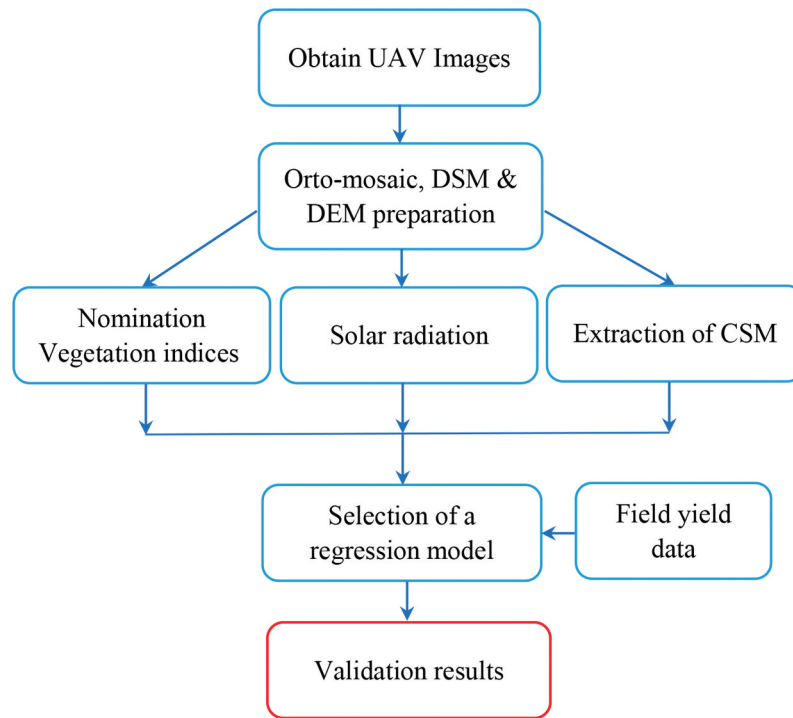 Obtain UAV Images
Orto-mosaic, DSM &
DEM preparation
Nomination
Vegetation indices
Solar radiation
Extraction of CSM
Selection of a
regression model
Field yield
data
Validation results